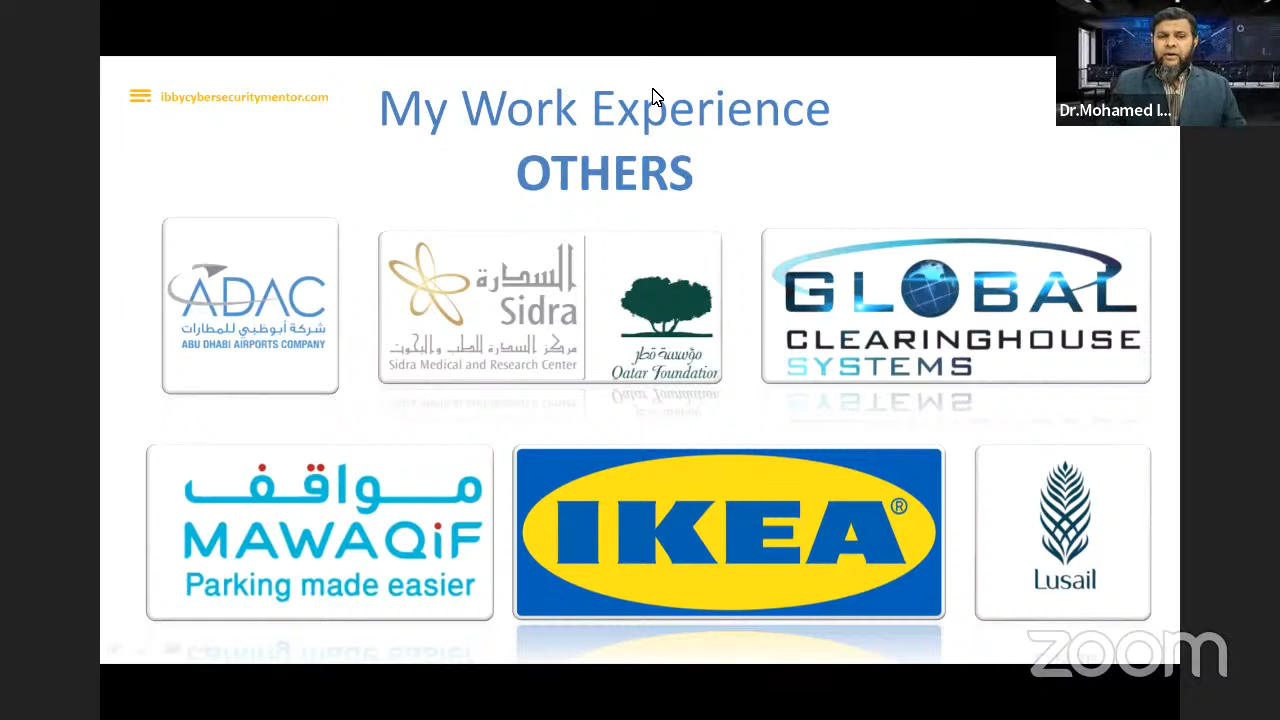 ibbycybersecuritymentor.com
My Work Experience
OTHERS
Dr.Mohamed I...
ADAC
شركة أبوظبي للمطارات
ABU DHABI AIRPORTS COMPANY
السدرة
Sidra
مركز السدرة للطب والبحوث
Sidra Medical and Research Center
مؤسسة قطر
Qatar Foundation
GLOBAL
CLEARINGHOUSE
SYSTEMS
مواقف
MAWAQiF
Parking made easier
IKEA®
Lusail
zoom